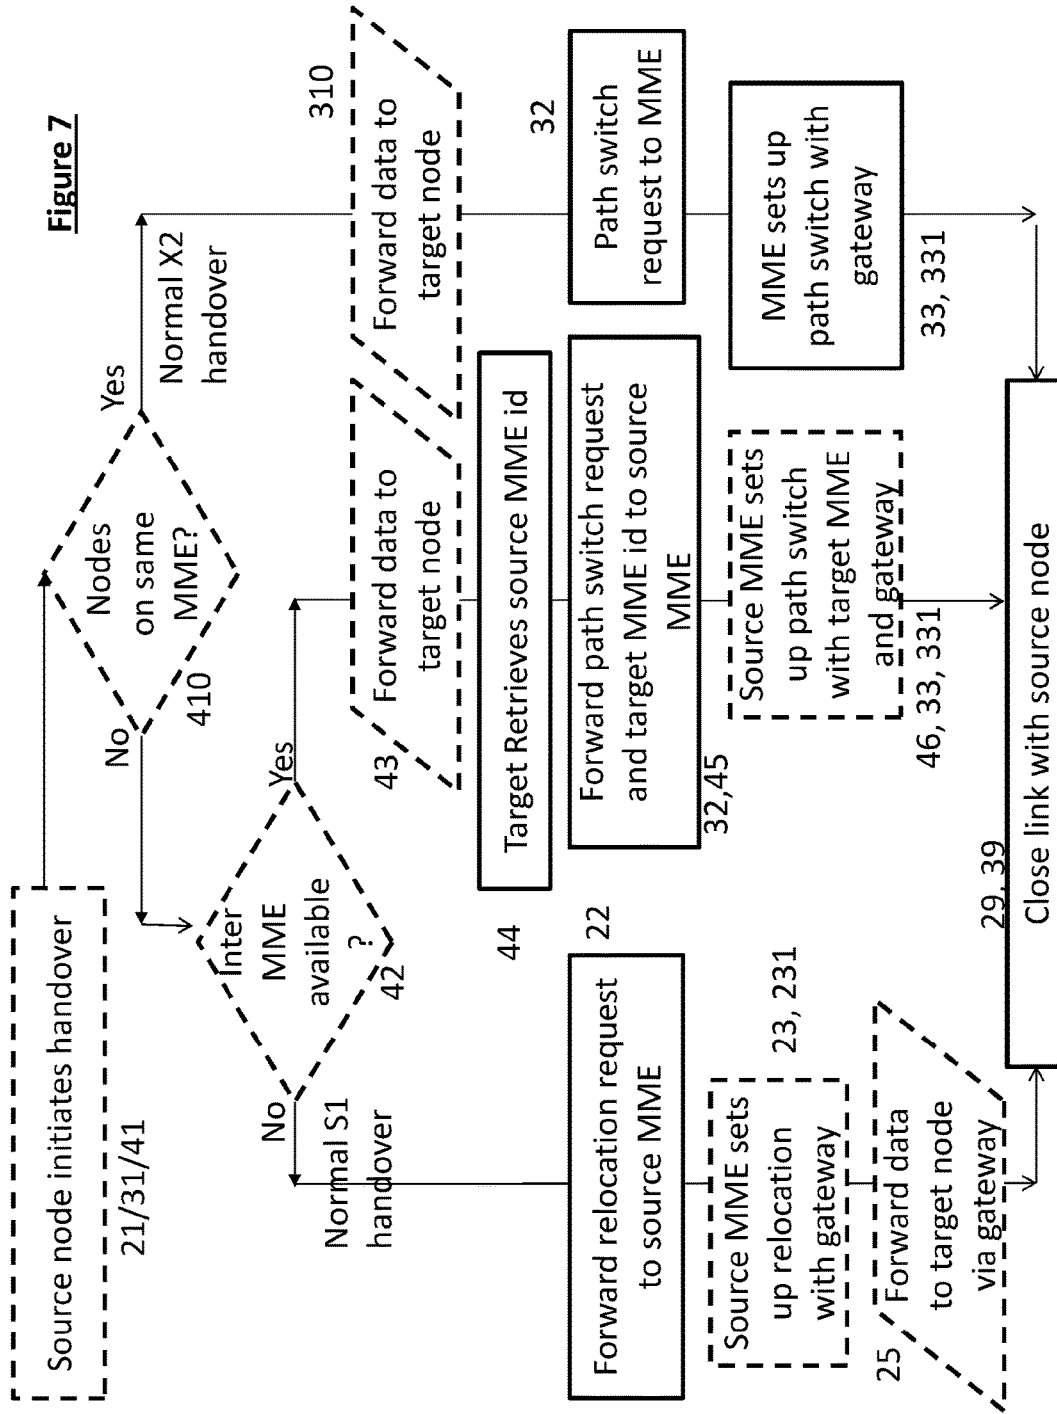 Figure 7
Source node initiates handover
21/31/41
Nodes
on same
MME?
410
No
Yes
Normal X2
handover
Inter
MME
available
?
42
No
Yes
Normal S1
handover
310
Forward data to
target node
43
Forward data to
target node
44
Target Retrieves source MME id
22
Forward relocation request
to source MME
Forward path switch request
and target MME id to source
MME
32,45
32
Path switch
request to MME
23, 231
Source MME sets
up relocation
with gateway
Source MME sets
up path switch
with target MME
and gateway
46, 33, 331
MME sets up
path switch with
gateway
33, 331
25
Forward data
to target node
via gateway
29, 39
Close link with source node